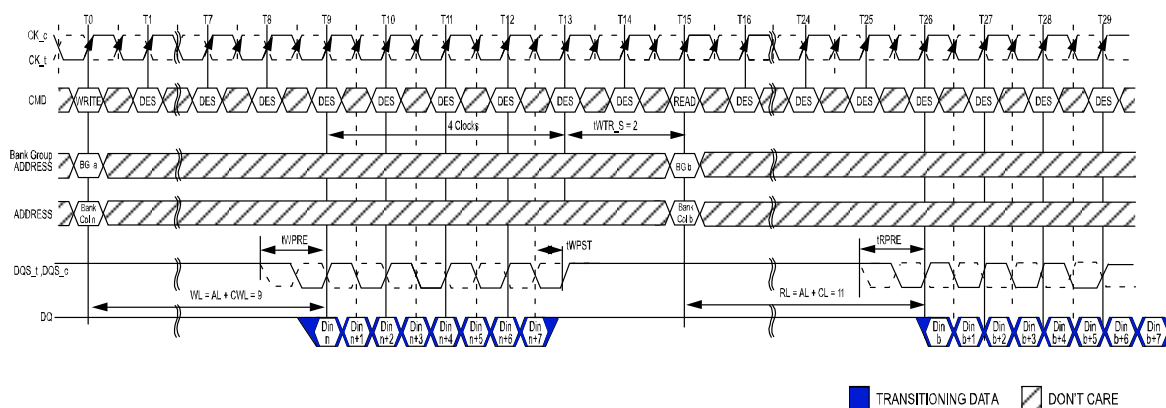 T0 T1 T7 T8 T9 T10 T11 T12 T13 T14 T15 T16 T24 T25 T26 T27 T28 T29
CK_c
CK_t
CMD WRITE DES DES DES DES DES DES DES DES DES READ DES DES DES DES DES DES DES
4 Clocks tWTR_S = 2
Bank Group
ADDRESS BG a BG b
ADDRESS Bank Col n Bank Col b
tWPRE tWPST tRPRE
DQS_t ,DQS_c
WL = AL + CWL = 9 RL = AL + CL = 11
DQ
Din n Din n+1 Din n+2 Din n+3 Din n+4 Din n+5 Din n+6 Din n+7 Din b Din b+1 Din b+2 Din b+3 Din b+4 Din b+5 Din b+6 Din b+7
TRANSITIONING DATA DON'T CARE